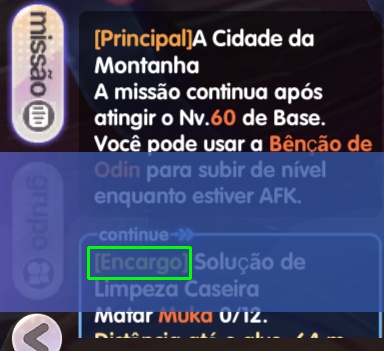 missão
[Principal]A Cidade da
Montanha
A missão continua após
atingir o Nv.60 de Base.
Você pode usar a Bênção de
Odin para subir de nível
enquanto estiver AFK.
grupo
continue
[Encargo] Solução de
Limpeza Caseira
Matar Muka 0/12.
Distância até o alvo 64 m